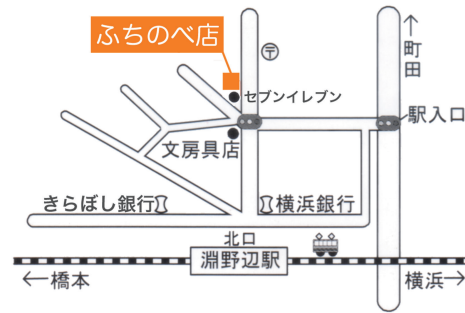 ふちのべ店
〒
↑
町田
セブンイレブン
駅入口
文房具店
きらぼし銀行
横浜銀行
北口
淵野辺駅
←橋本
横浜→